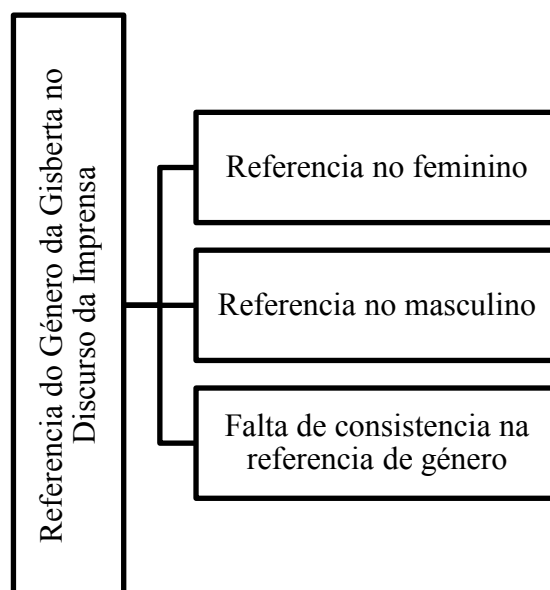 Referencia do Género da Gisberta no
Discurso da Imprensa
Referencia no feminino
Referencia no masculino
Falta de consistencia na
referencia de género